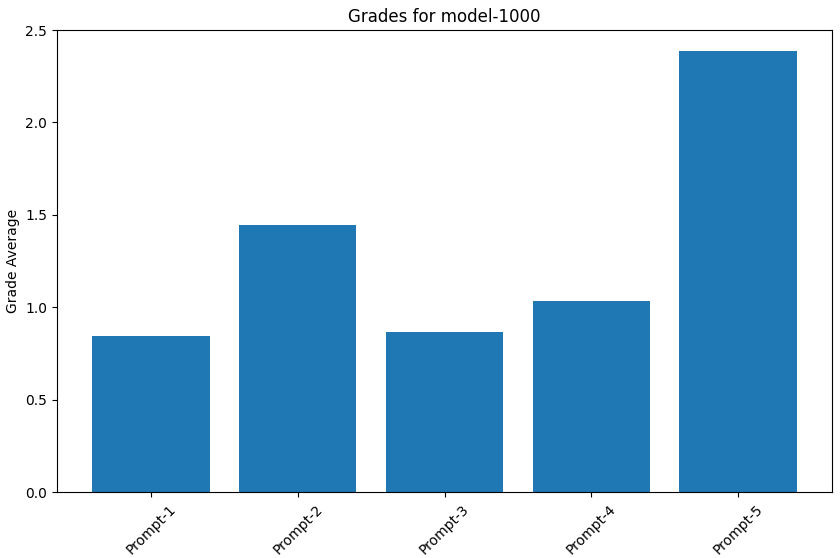 Grades for model-1000
Grade Average
2.5
2.0
1.5
1.0
0.5
0.0
Prompt-1
Prompt-2
Prompt-3
Prompt-4
Prompt-5